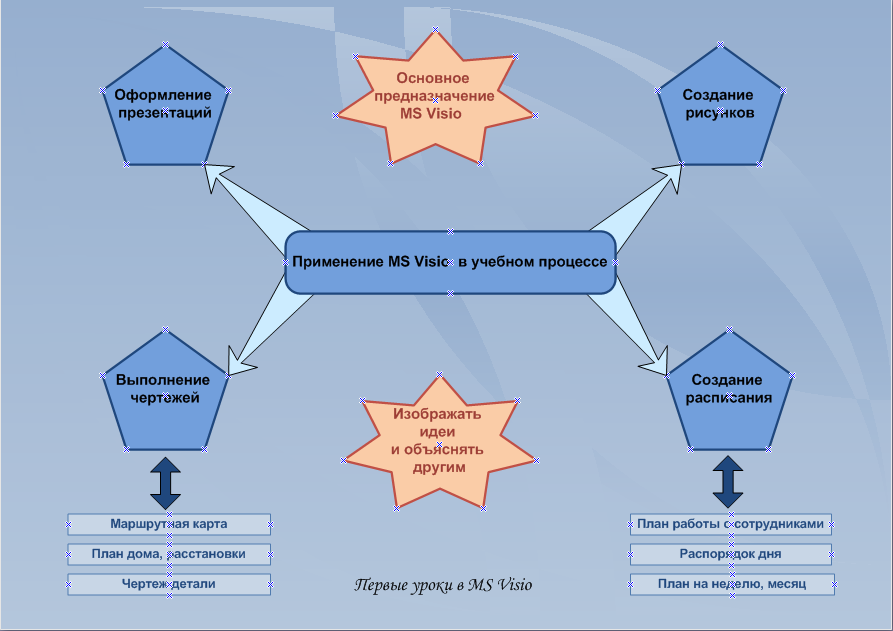 Оформление
презентаций
Основное
предназначение
MS Visio
Создание
рисунков
Применение MS Visio в учебном процессе
Выполнение
чертежей
Изображать
идеи
и объяснять
другим
Создание
расписания
Маршрутная карта
План дома, расстановки
Чертеж детали
План работы с сотрудниками
Распорядок дня
План на неделю, месяц
Первые уроки в MS Visio